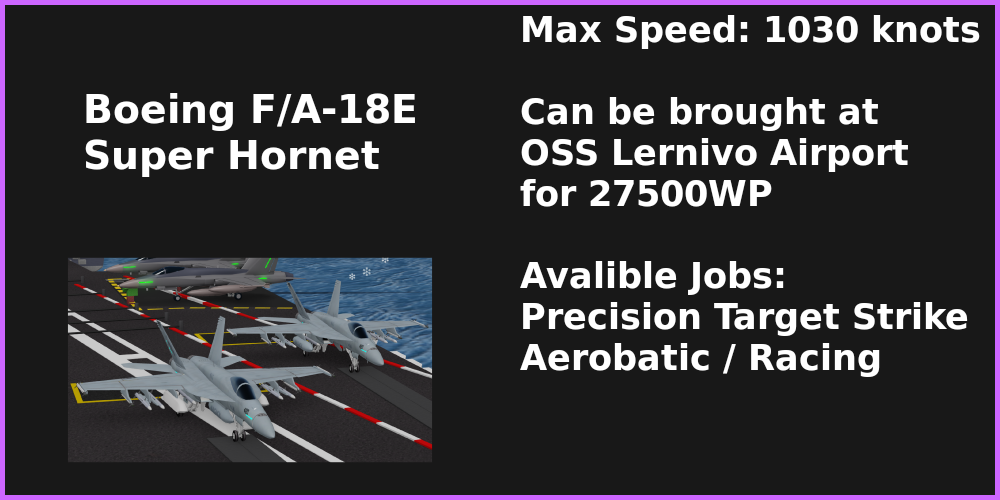 Boeing F/A-18E
Super Hornet
Max Speed: 1030 knots
Can be brought at
OSS Lernivo Airport
for 27500WP
Avalible Jobs:
Precision Target Strike
Aerobatic / Racing